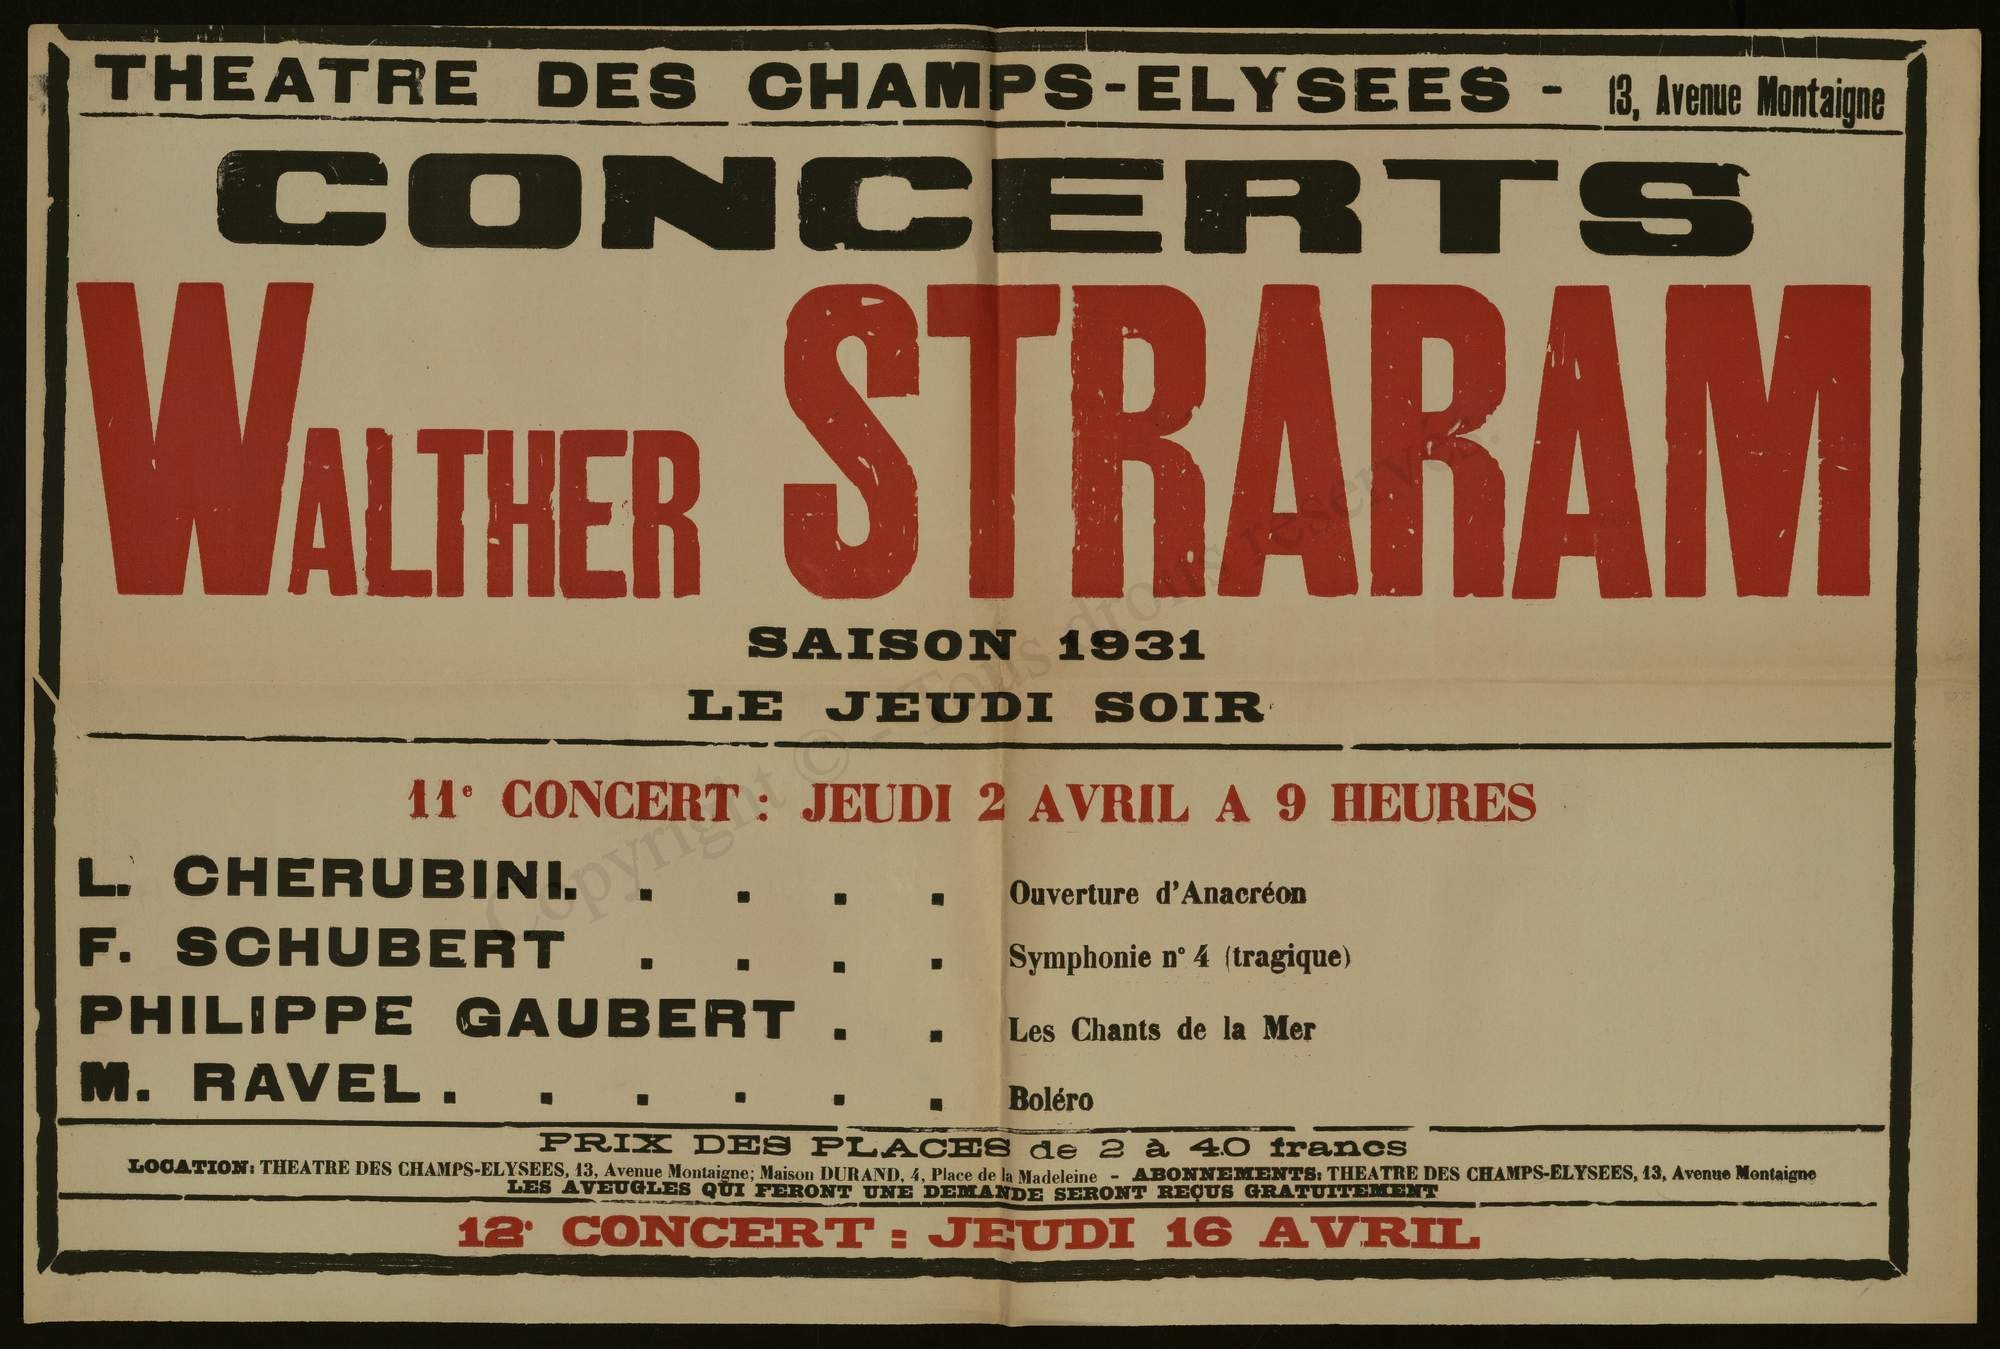 THEATRE DES CHAMPS-ELYSEES - 13, Avenue Montaigne
CONCERTS
WALTHER STRARAM
SAISON 1931
LE JEUDI SOIR
11e CONCERT : JEUDI 2 AVRIL A 9 HEURES
L. CHERUBINI. . . . . Ouverture d'Anacréon
F. SCHUBERT . . . . Symphonie n° 4 (tragique)
PHILIPPE GAUBERT . . Les Chants de la Mer
M. RAVEL . . . . . . Boléro
PRIX DES PLACES de 2 à 40 francs
LOCATION: THEATRE DES CHAMPS-ELYSEES, 13, Avenue Montaigne; Maison DURAND, 4, Place de la Madeleine - ABONNEMENTS: THEATRE DES CHAMPS-ELYSEES, 13, Avenue Montaigne
LES AVEUGLES QUI FERONT UNE DEMANDE SERONT REÇUS GRATUITEMENT
12e CONCERT : JEUDI 16 AVRIL
Copyright © - Tous droits réservés.